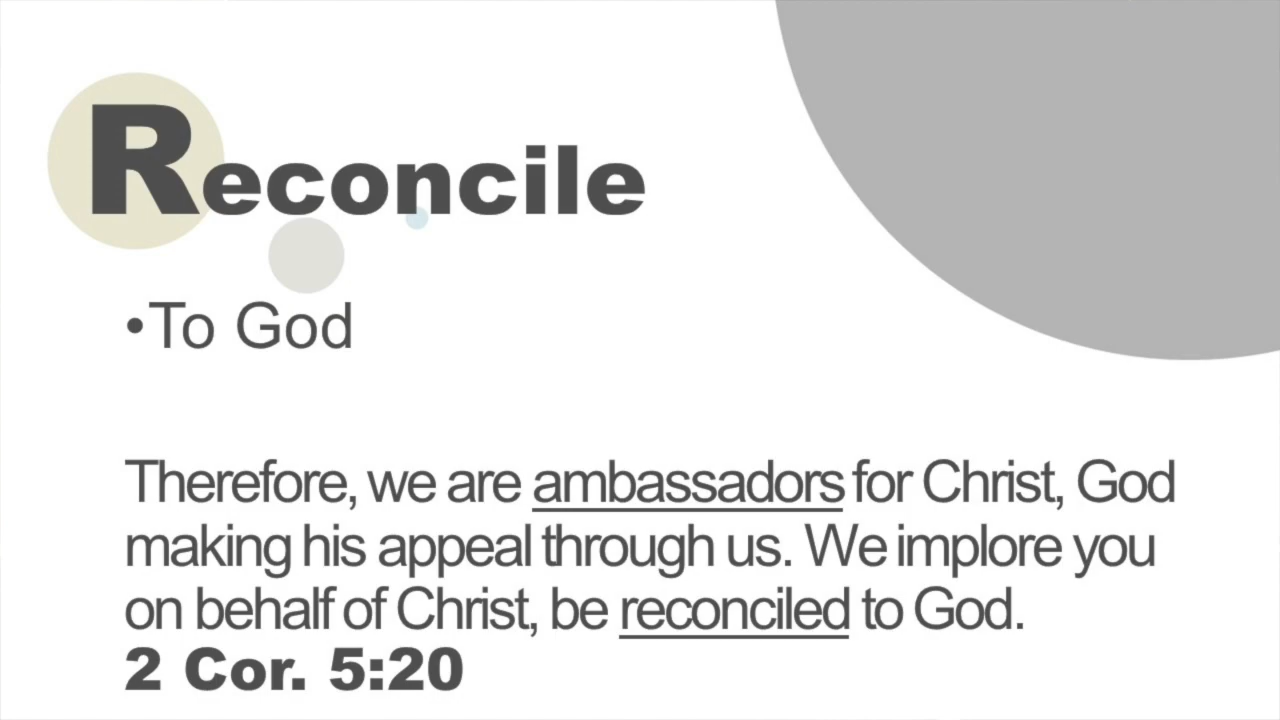 Reconcile
•To God
Therefore, we are ambassadors for Christ, God
making his appeal through us. We implore you
on behalf of Christ, be reconciled to God.
2 Cor. 5:20